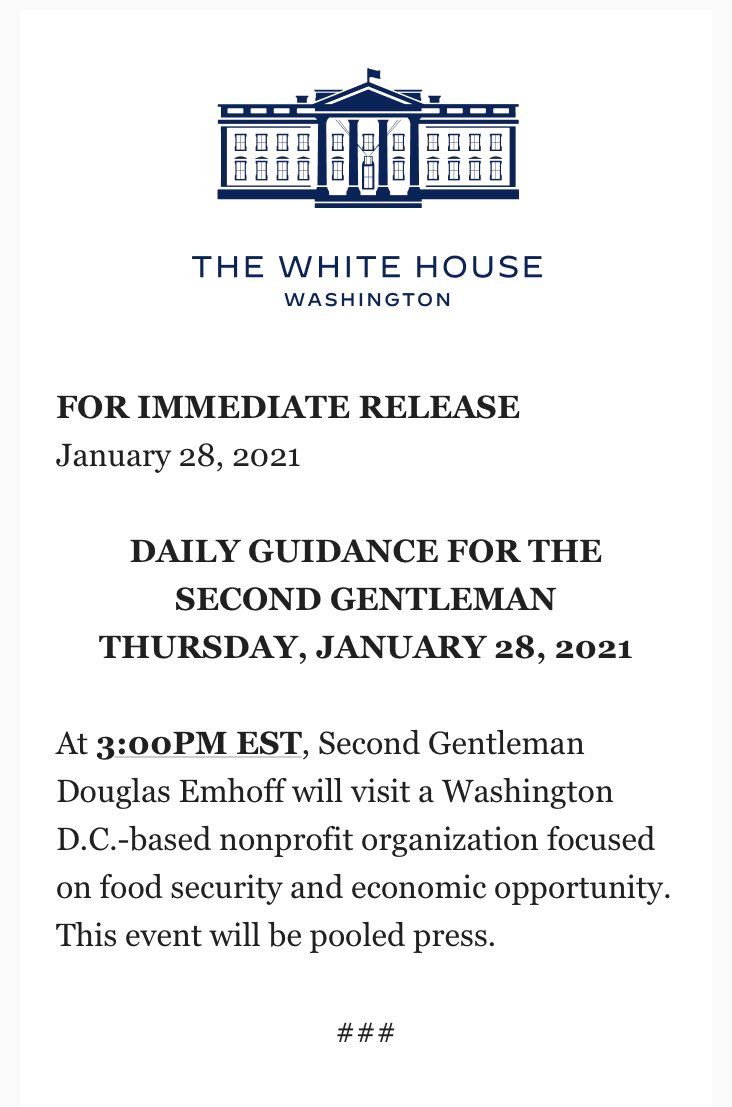 THE WHITE HOUSE
WASHINGTON
FOR IMMEDIATE RELEASE
January 28, 2021
DAILY GUIDANCE FOR THE
SECOND GENTLEMAN
THURSDAY, JANUARY 28, 2021
At 3:00PM EST, Second Gentleman
Douglas Emhoff will visit a Washington
D.C.-based nonprofit organization focused
on food security and economic opportunity.
This event will be pooled press.
###